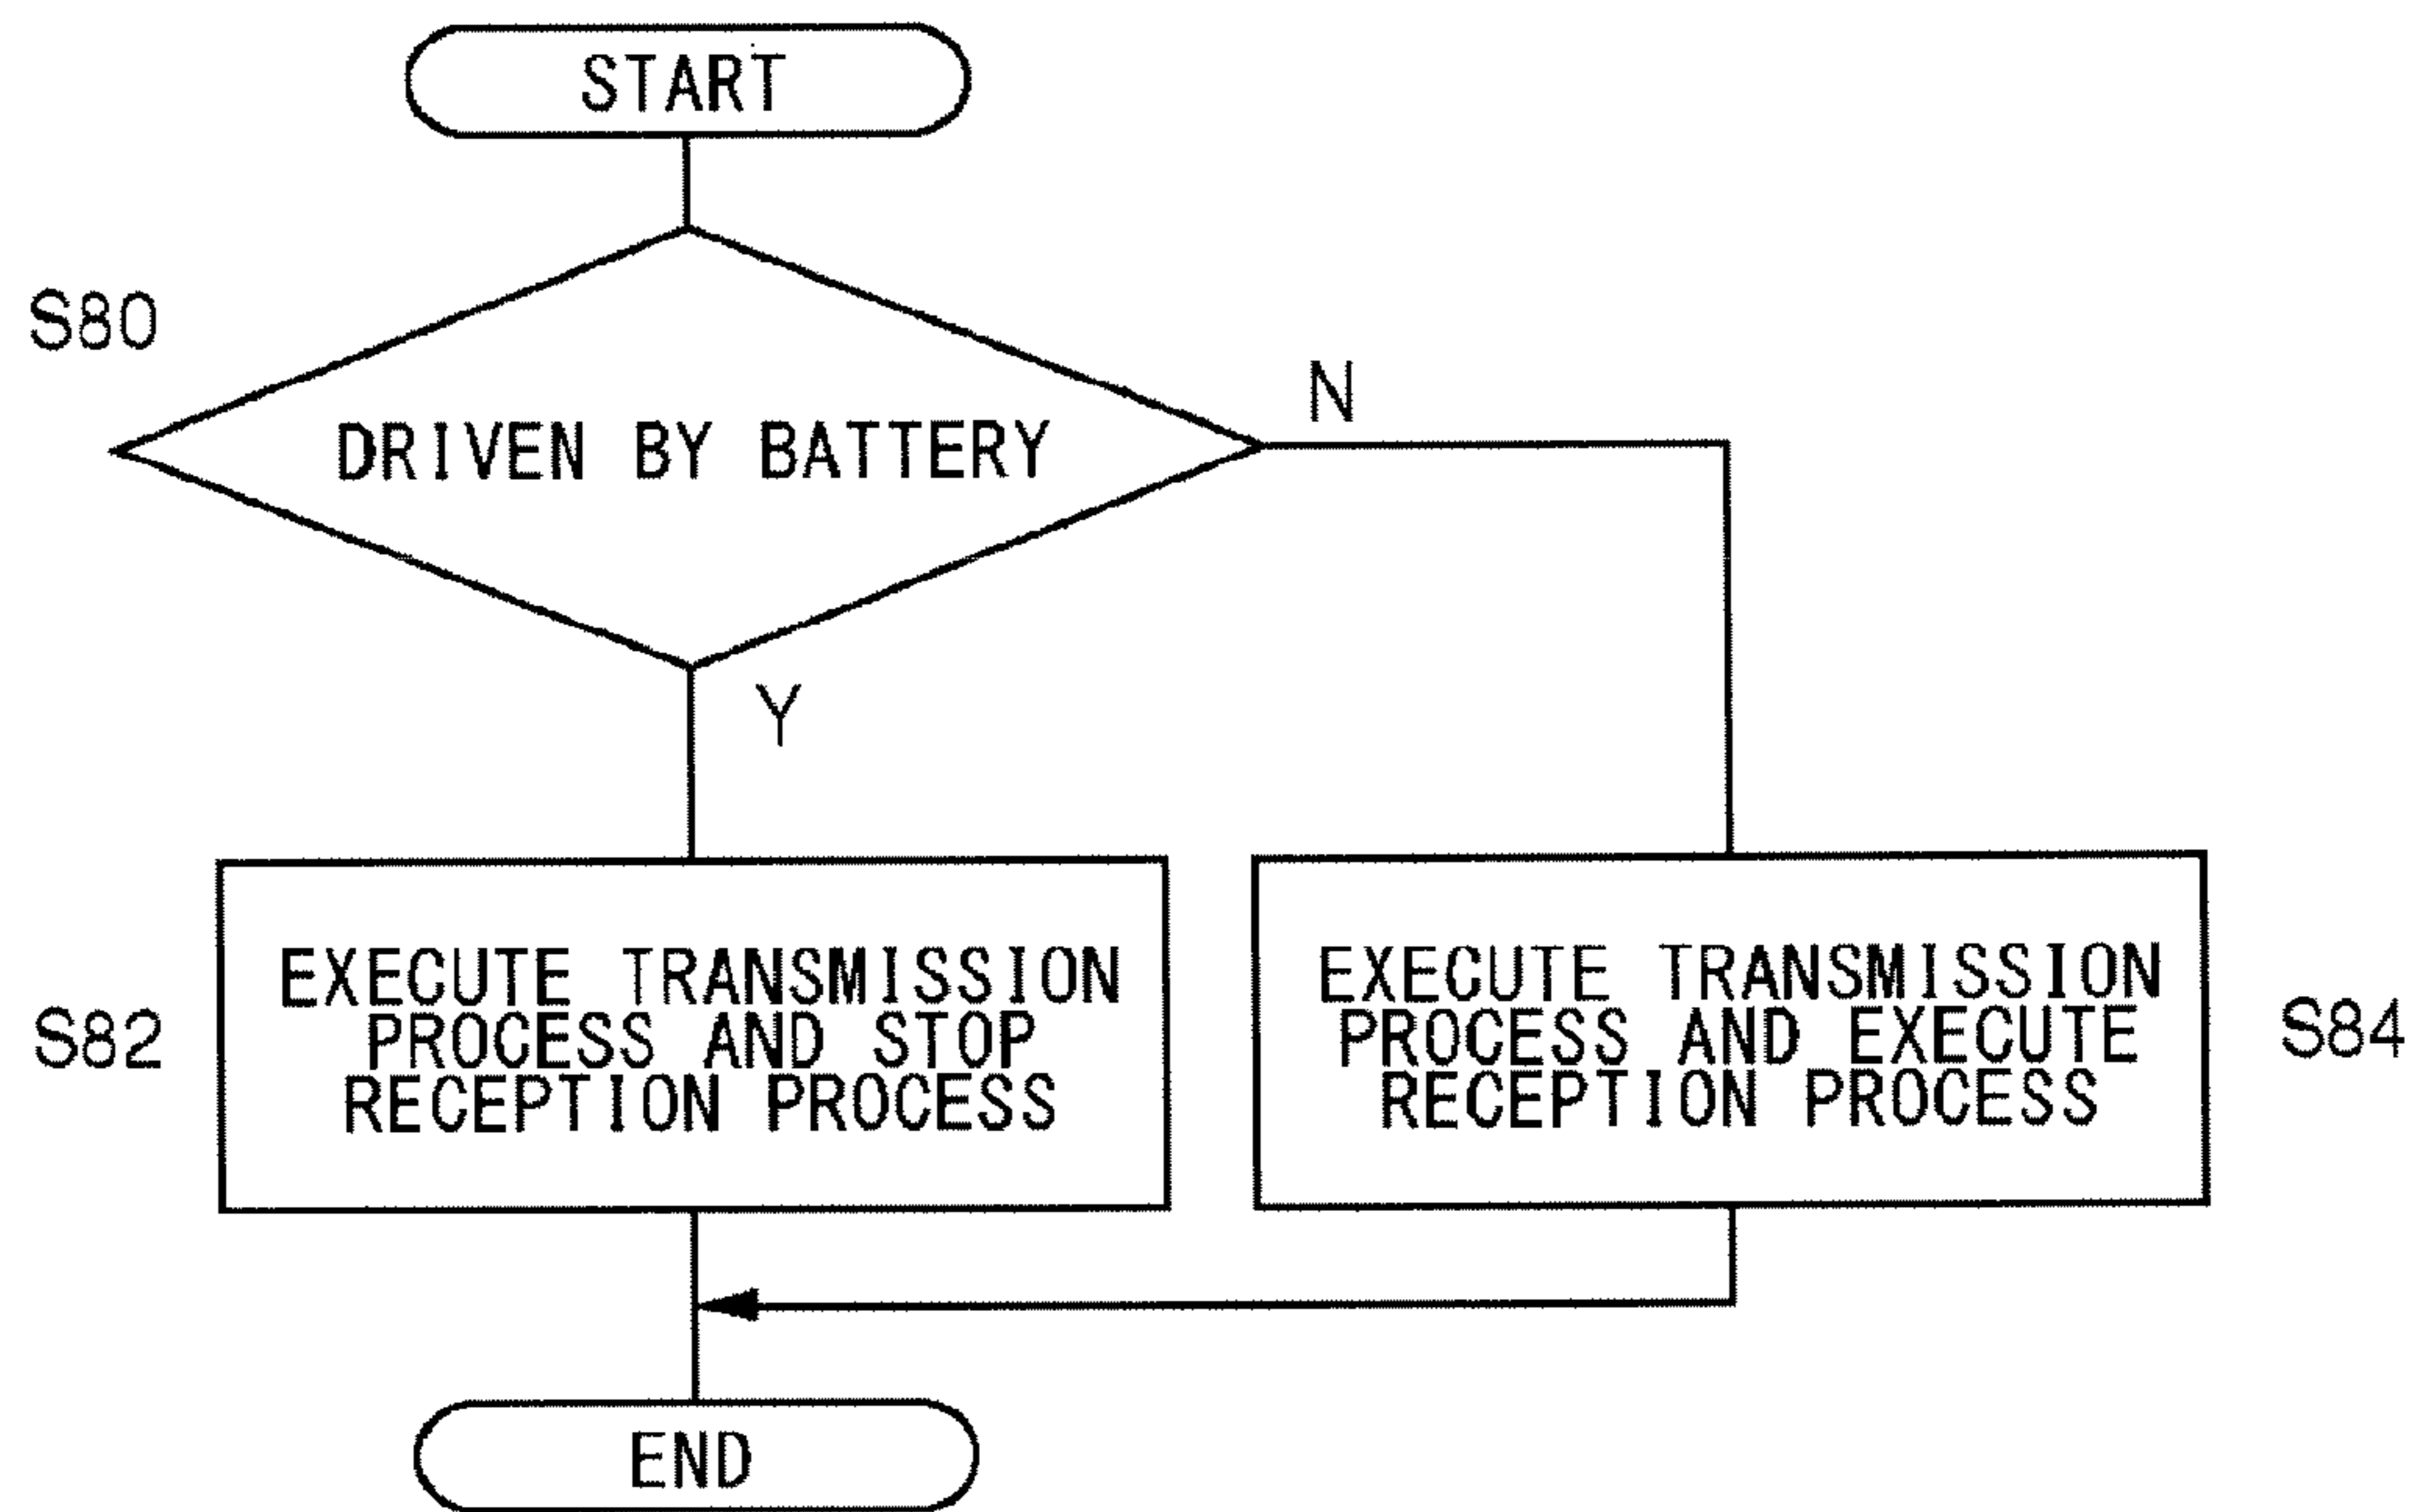 START
S80
DRIVEN BY BATTERY
N
Y
S82
EXECUTE TRANSMISSION
PROCESS AND STOP
RECEPTION PROCESS
EXECUTE TRANSMISSION
PROCESS AND EXECUTE
RECEPTION PROCESS
S84
END